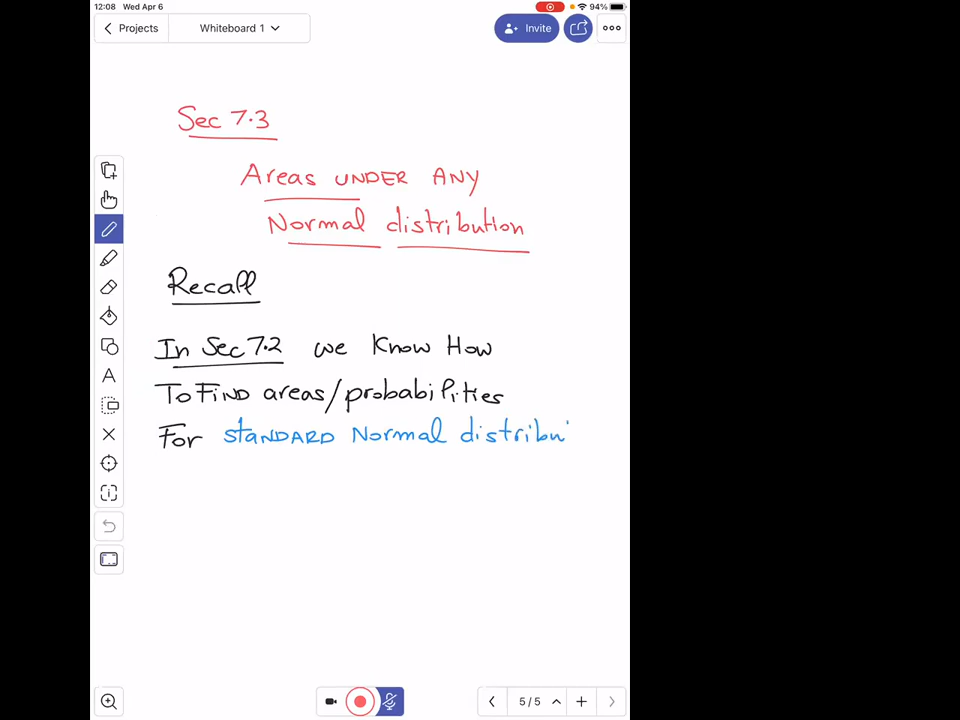 12:08 Wed Apr 6
94%
Projects
Whiteboard 1
Invite
Sec 7.3
Areas UNDER ANY
Normal distribution
Recall
In Sec 7.2 we Know How
To FIND areas/probabilities
For STANDARD Normal distribu
A
5/5